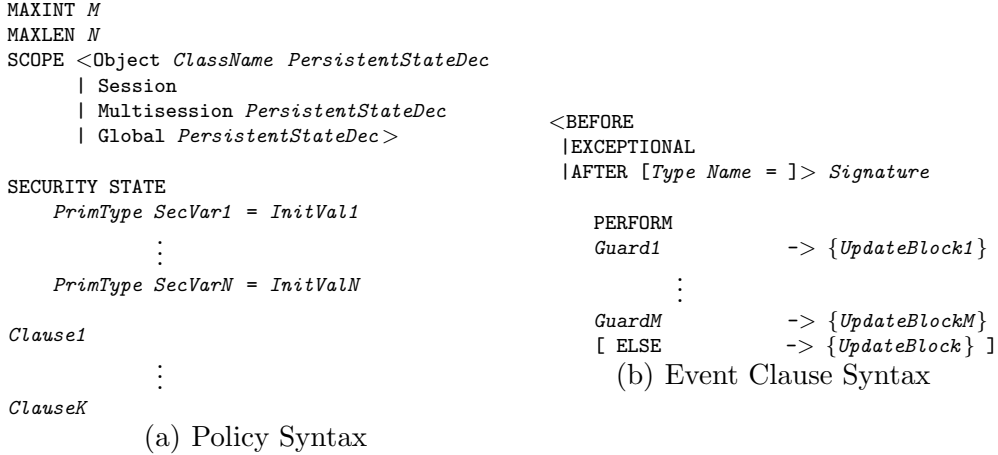 MAXINT M
MAXLEN N
SCOPE <Object ClassName PersistentStateDec
| Session
| Multisession PersistentStateDec
| Global PersistentStateDec>
SECURITY STATE
PrimType SecVar1 = InitVal1
⋮
PrimType SecVarN = InitValN
Clause1
⋮
ClauseK
(a) Policy Syntax
<BEFORE
|EXCEPTIONAL
|AFTER [Type Name = ]> Signature
PERFORM
Guard1 -> {UpdateBlock1}
⋮
GuardM -> {UpdateBlockM}
[ ELSE -> {UpdateBlock} ]
(b) Event Clause Syntax